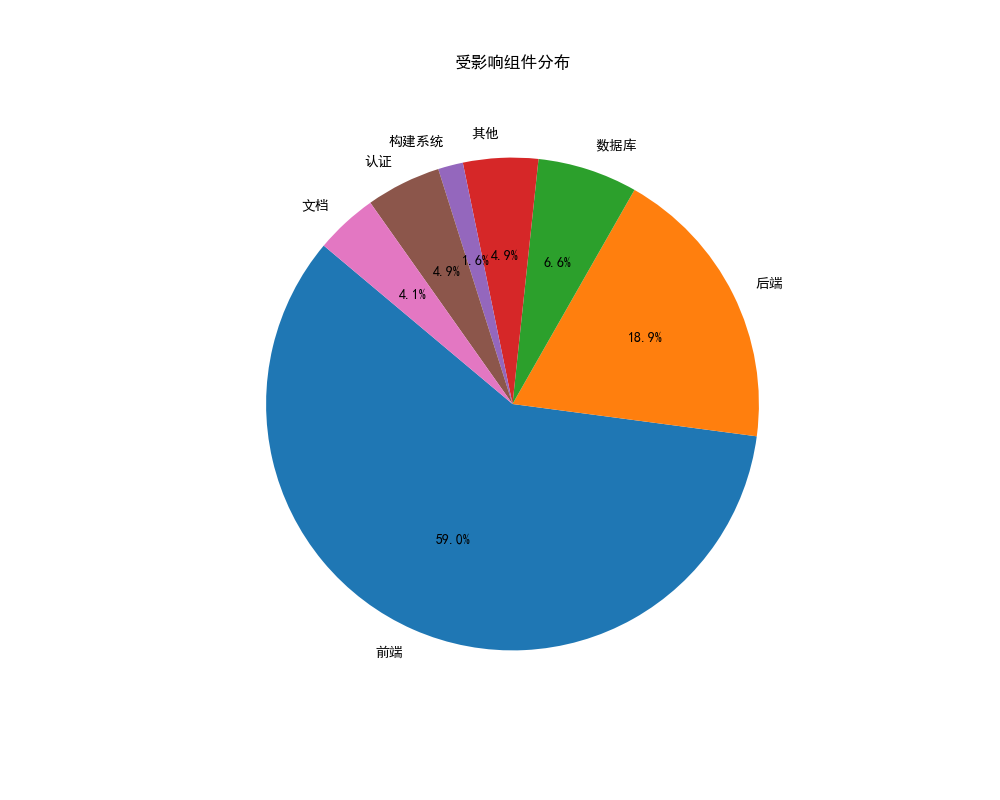 受影响组件分布
其他
构建系统
数据库
认证
文档
后端
前端
4.9%
1.6%
6.6%
4.9%
4.1%
18.9%
59.0%